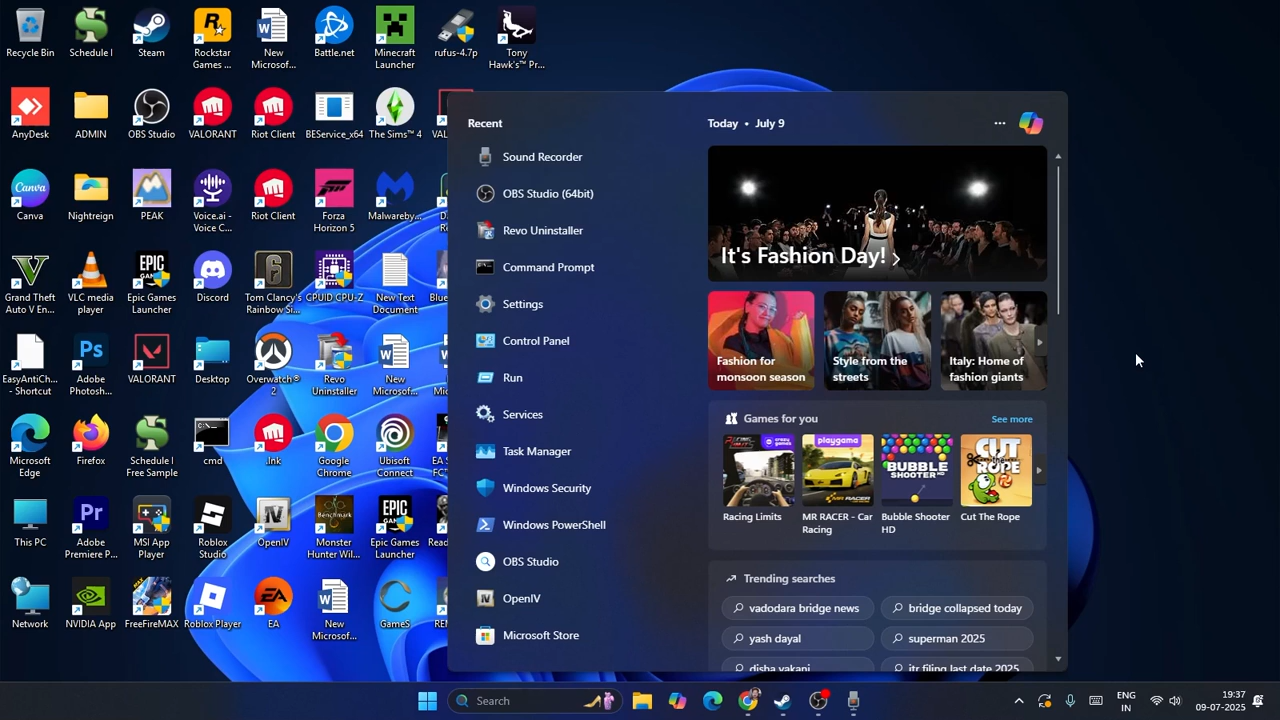 Recycle Bin
Schedule I
Steam
Rockstar
Games ...
New
Microsof...
Battle.net
Minecraft
Launcher
rufus-4.7p
Tony
Hawk's™ Pr...
AnyDesk
ADMIN
OBS Studio
VALORANT
Riot Client
BEService_x64
The Sims™ 4
Canva
Nightreign
PEAK
Voice.ai -
Voice C...
Riot Client
Forza
Horizon 5
Malwareby...
Grand Theft
Auto V En...
VLC media
player
Epic Games
Launcher
Discord
Tom Clancy's
Rainbow Si...
CPUID CPU-Z
New Text
Document
EasyAntiCh...
- Shortcut
Adobe
Photosh...
VALORANT
Desktop
Overwatch®
2
Revo
Uninstaller
New
Microsof...
Microsoft
Edge
Firefox
Schedule I
Free Sample
cmd
.lnk
Google
Chrome
Ubisoft
Connect
This PC
Adobe
Premiere P...
MSI App
Player
Roblox
Studio
OpenIV
Monster
Hunter Wil...
Epic Games
Launcher
Network
NVIDIA App
FreeFireMAX
Roblox Player
EA
New
Microsof...
GameS
Recent
Sound Recorder
OBS Studio (64bit)
Revo Uninstaller
Command Prompt
Settings
Control Panel
Run
Services
Task Manager
Windows Security
Windows PowerShell
OBS Studio
OpenIV
Microsoft Store
Today • July 9
It's Fashion Day!
Fashion for
monsoon season
Style from the
streets
Italy: Home of
fashion giants
Games for you
See more
Racing Limits
MR RACER - Car
Racing
Bubble Shooter
HD
Cut The Rope
Trending searches
vadodara bridge news
bridge collapsed today
yash dayal
superman 2025
disha vakani
itr filing last date 2025
Search
ENG
IN
19:37
09-07-2025